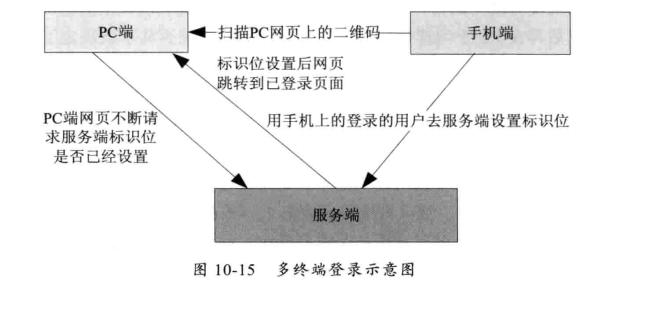 PC端
扫描PC网页上的二维码
手机端
标识位设置后网页
跳转到已登录页面
PC端网页不断请
求服务端标识位
是否已经设置
用手机上的登录的用户去服务端设置标识位
服务端
图 10-15 多终端登录示意图